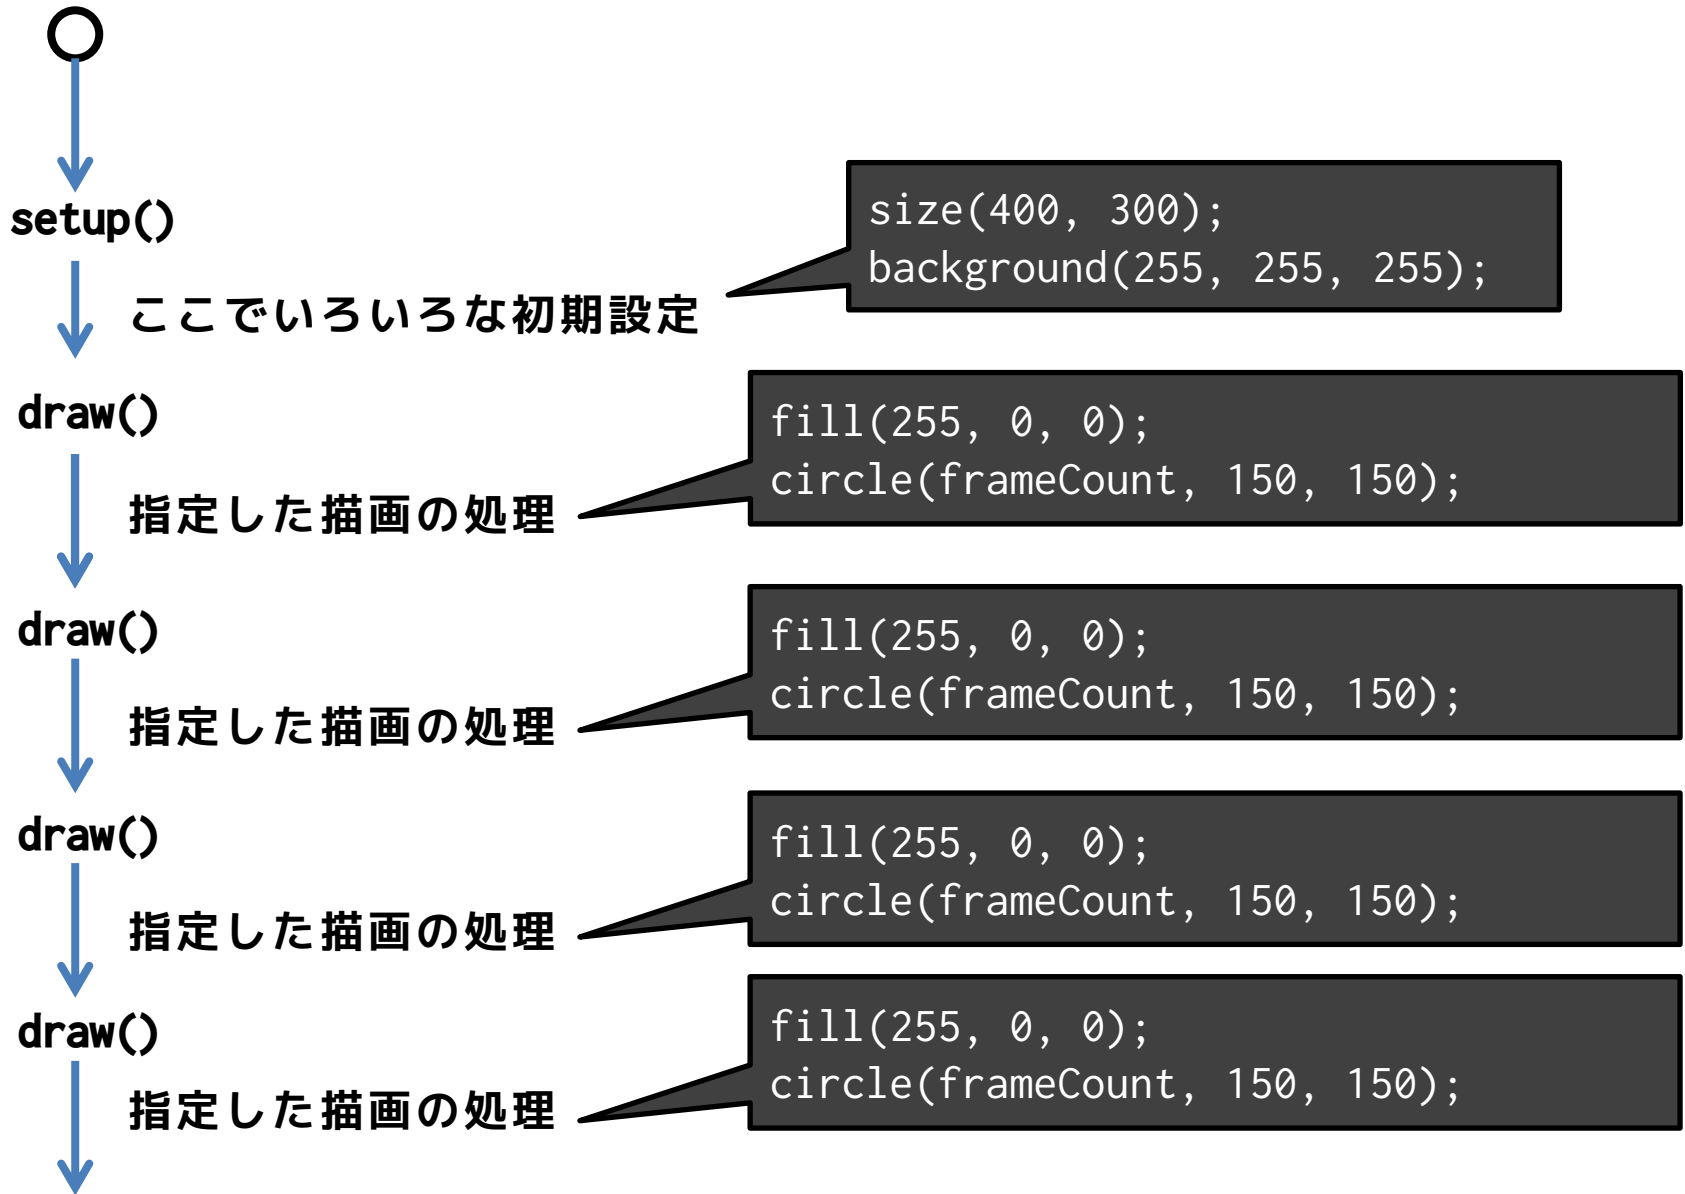 setup()
size(400, 300);
background(255, 255, 255);
ここでいろいろな初期設定
draw()
fill(255, 0, 0);
circle(frameCount, 150, 150);
指定した描画の処理
draw()
fill(255, 0, 0);
circle(frameCount, 150, 150);
指定した描画の処理
draw()
fill(255, 0, 0);
circle(frameCount, 150, 150);
指定した描画の処理
draw()
fill(255, 0, 0);
circle(frameCount, 150, 150);
指定した描画の処理